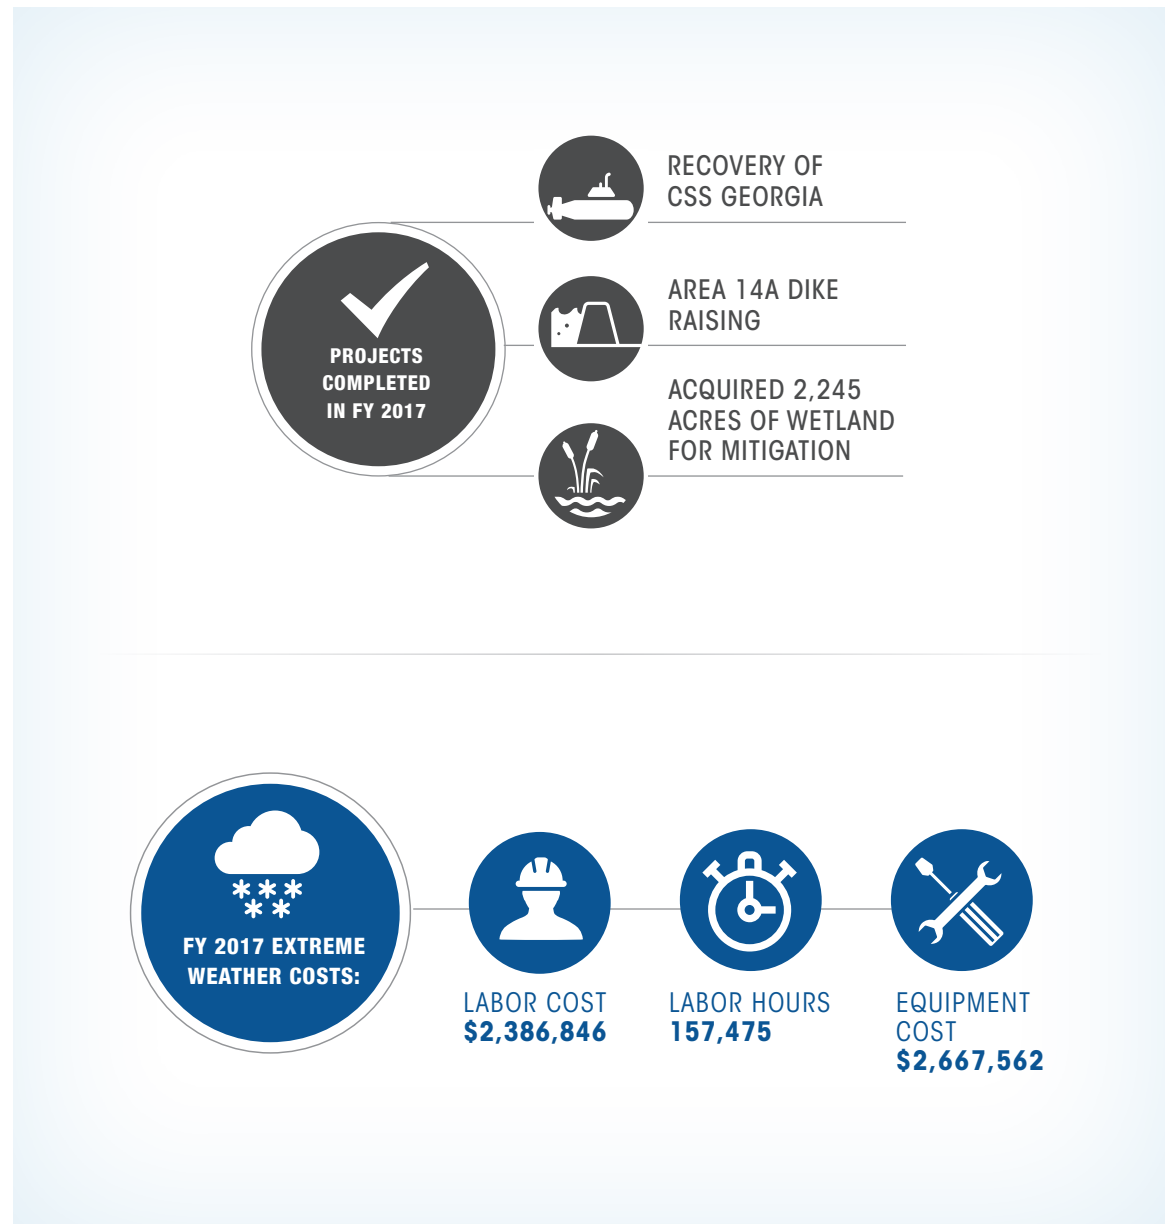 RECOVERY OF
CSS GEORGIA
AREA 14A DIKE
RAISING
PROJECTS
COMPLETED
IN FY 2017
ACQUIRED 2,245
ACRES OF WETLAND
FOR MITIGATION
FY 2017 EXTREME
WEATHER COSTS:
LABOR COST
$2,386,846
LABOR HOURS
157,475
EQUIPMENT
COST
$2,667,562